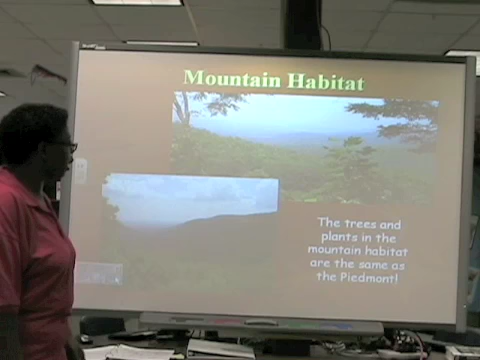 Mountain Habitat
The trees and
plants in the
mountain habitat
are the same as
the Piedmont!